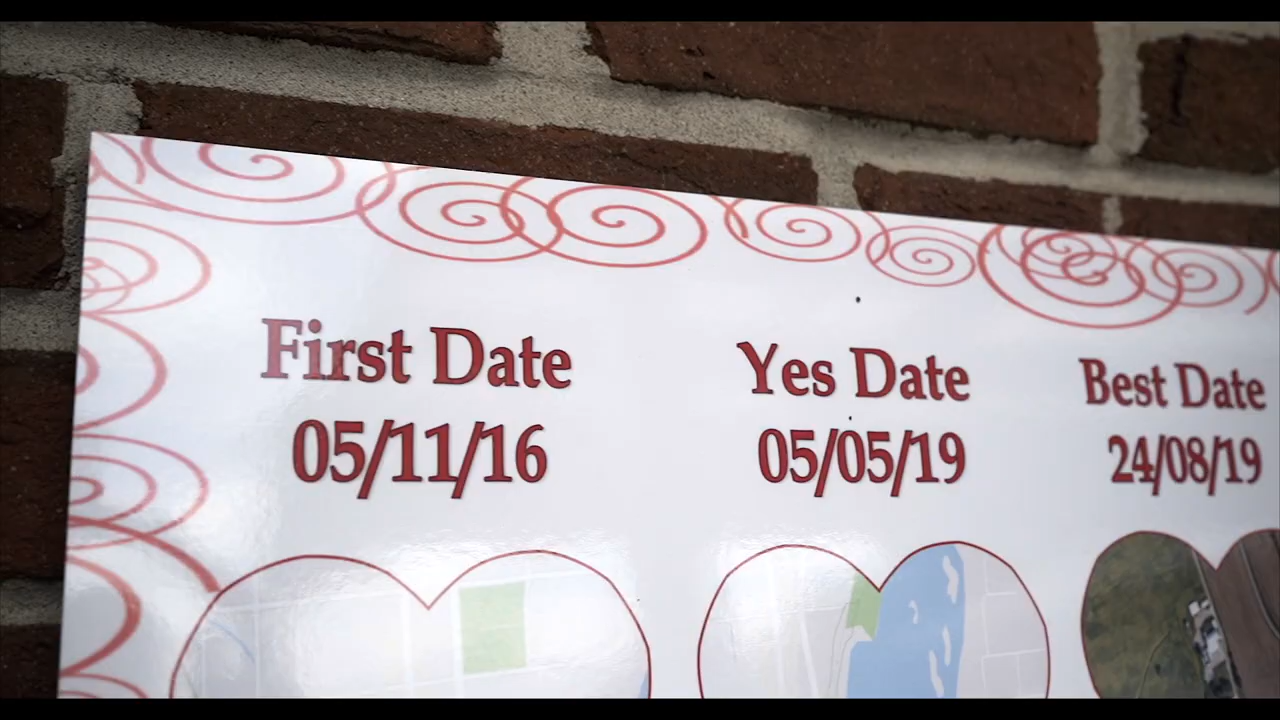 First Date
05/11/16
Yes Date
05/05/19
Best Date
24/08/19